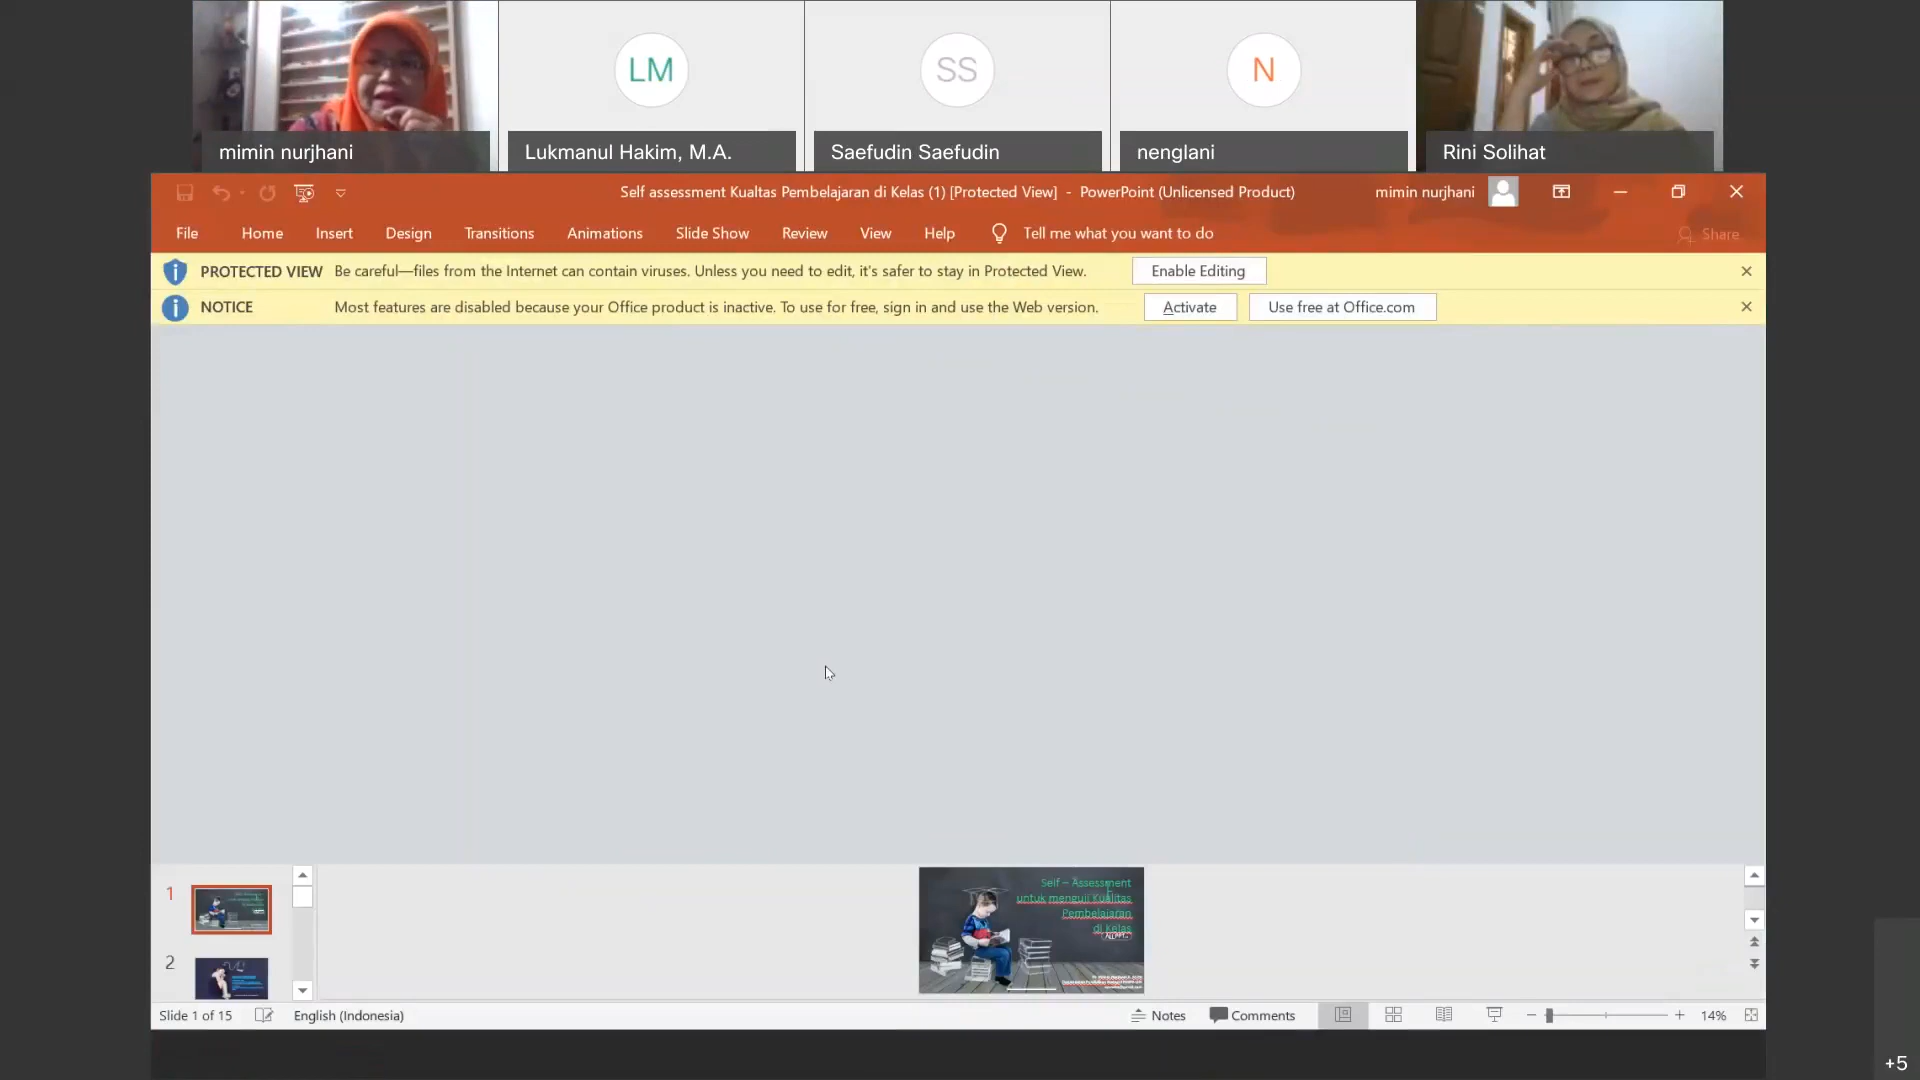 LM
SS
N
mimin nurjhani
Lukmanul Hakim, M.A.
Saefudin Saefudin
nenglani
Rini Solihat
Self assessment Kualtas Pembelajaran di Kelas (1) [Protected View] - PowerPoint (Unlicensed Product)
mimin nurjhani
File Home Insert Design Transitions Animations Slide Show Review View Help Tell me what you want to do Share
PROTECTED VIEW Be careful—files from the Internet can contain viruses. Unless you need to edit, it's safer to stay in Protected View. Enable Editing
NOTICE Most features are disabled because your Office product is inactive. To use for free, sign in and use the Web version. Activate Use free at Office.com
1
2
Self – Assessment
untuk menguji Kualitas
Pembelajaran
di Kelas
Slide 1 of 15 English (Indonesia) Notes Comments 14%
+5